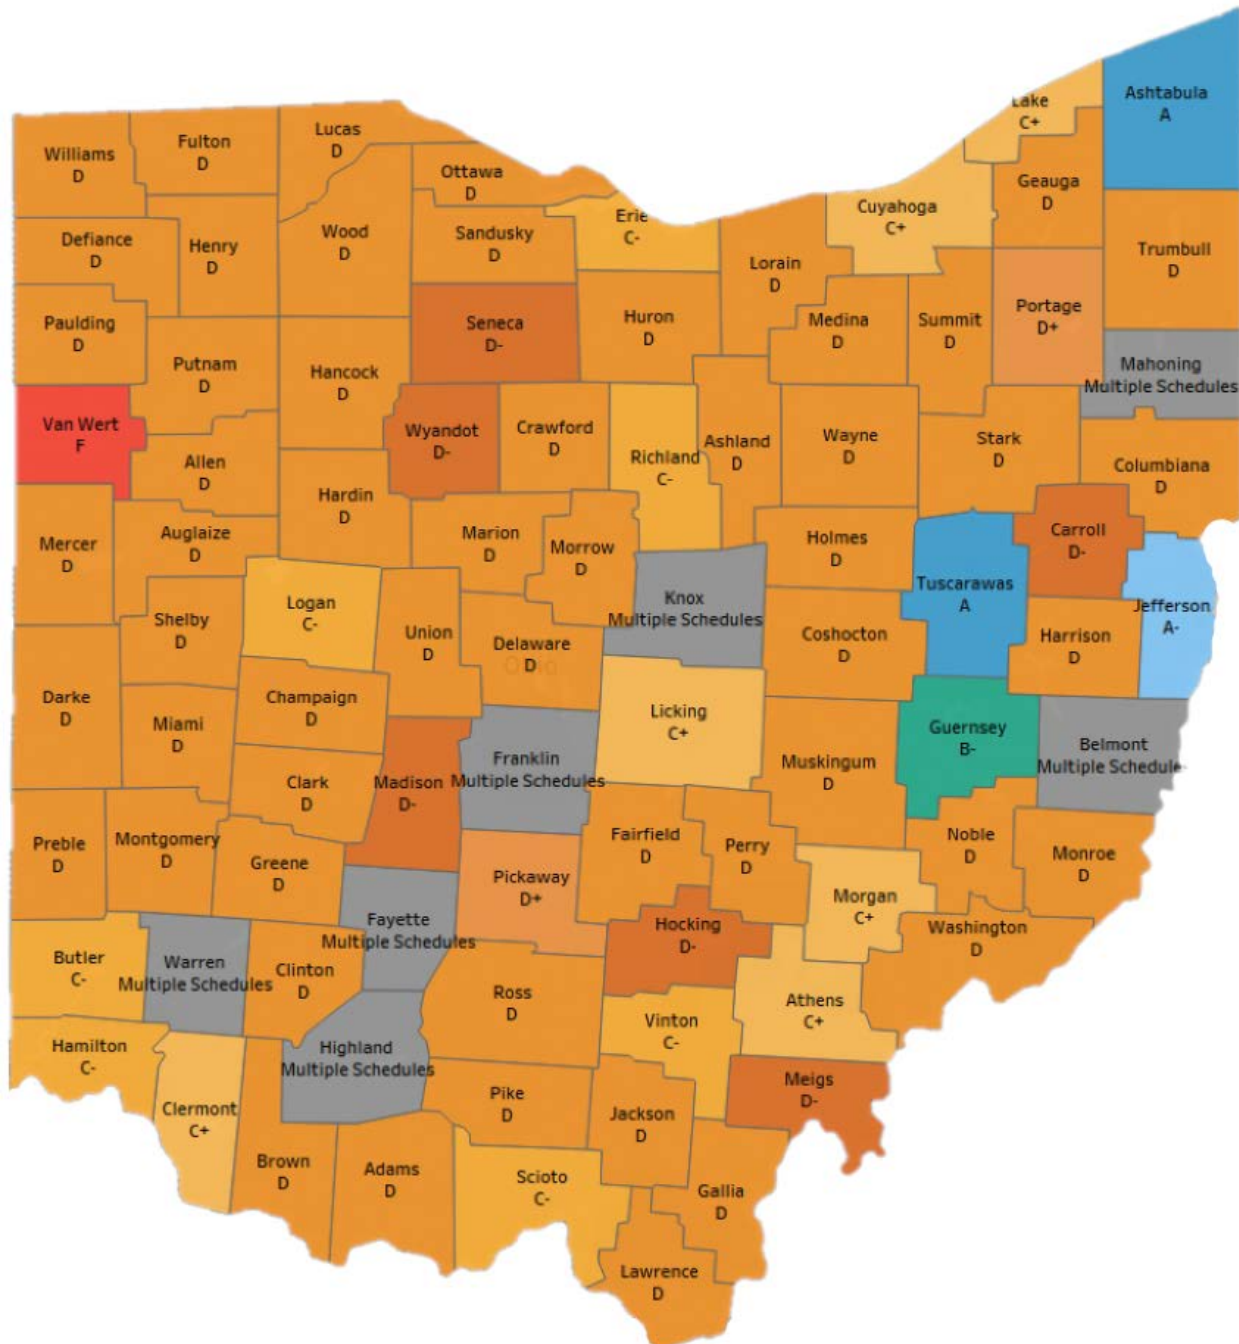 Lake
C+
Ashtabula
A
Williams
D
Fulton
D
Lucas
D
Ottawa
D
Geauga
D
Cuyahoga
C+
Erie
C-
Defiance
D
Henry
D
Wood
D
Sandusky
D
Lorain
D
Trumbull
D
Paulding
D
Putnam
D
Hancock
D
Seneca
D-
Huron
D
Medina
D
Summit
D
Portage
D+
Mahoning
Multiple Schedules
Van Wert
F
Allen
D
Wyandot
D-
Crawford
D
Richland
C-
Ashland
D
Wayne
D
Stark
D
Columbiana
D
Mercer
D
Auglaize
D
Hardin
D
Marion
D
Morrow
D
Holmes
D
Carroll
D-
Tuscarawas
A
Jefferson
A-
Shelby
D
Logan
C-
Union
D
Delaware
D
Ohio
Knox
Multiple Schedules
Coshocton
D
Harrison
D
Darke
D
Miami
D
Champaign
D
Licking
C+
Guernsey
B-
Belmont
Multiple Schedule
Clark
D
Madison
D-
Franklin
Multiple Schedules
Muskingum
D
Preble
D
Montgomery
D
Greene
D
Fairfield
D
Perry
D
Noble
D
Monroe
D
Pickaway
D+
Morgan
C+
Fayette
Multiple Schedules
Hocking
D-
Washington
D
Butler
C-
Warren
Multiple Schedules
Clinton
D
Ross
D
Athens
C+
Hamilton
C-
Highland
Multiple Schedules
Vinton
C-
Clermont
C+
Pike
D
Jackson
D
Meigs
D-
Brown
D
Adams
D
Scioto
C-
Gallia
D
Lawrence
D